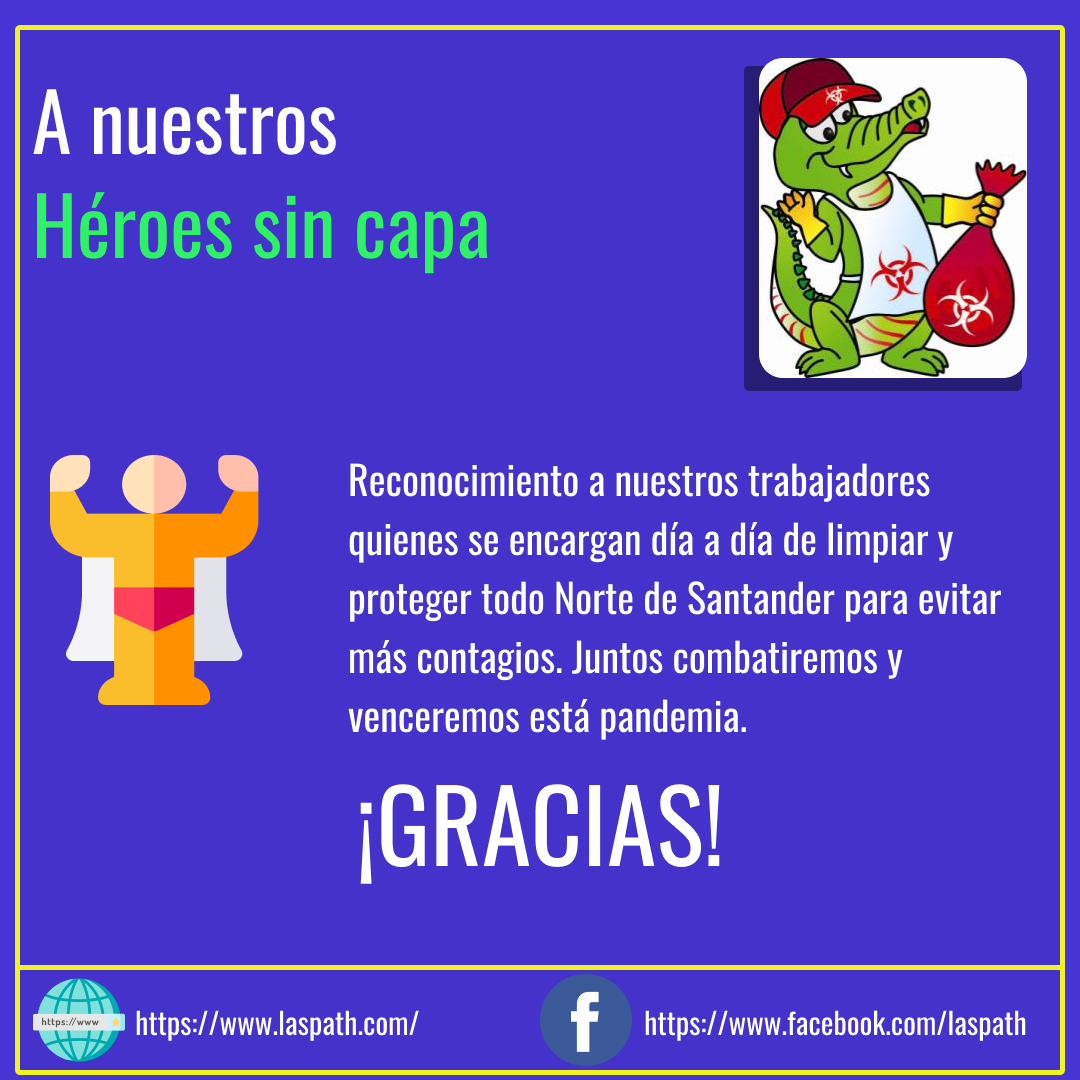 A nuestros
Héroes sin capa
Reconocimiento a nuestros trabajadores
quienes se encargan día a día de limpiar y
proteger todo Norte de Santander para evitar
más contagios. Juntos combatiremos y
venceremos está pandemia.
¡GRACIAS!
https://www
https://www.laspath.com/
f
https://www.facebook.com/laspath